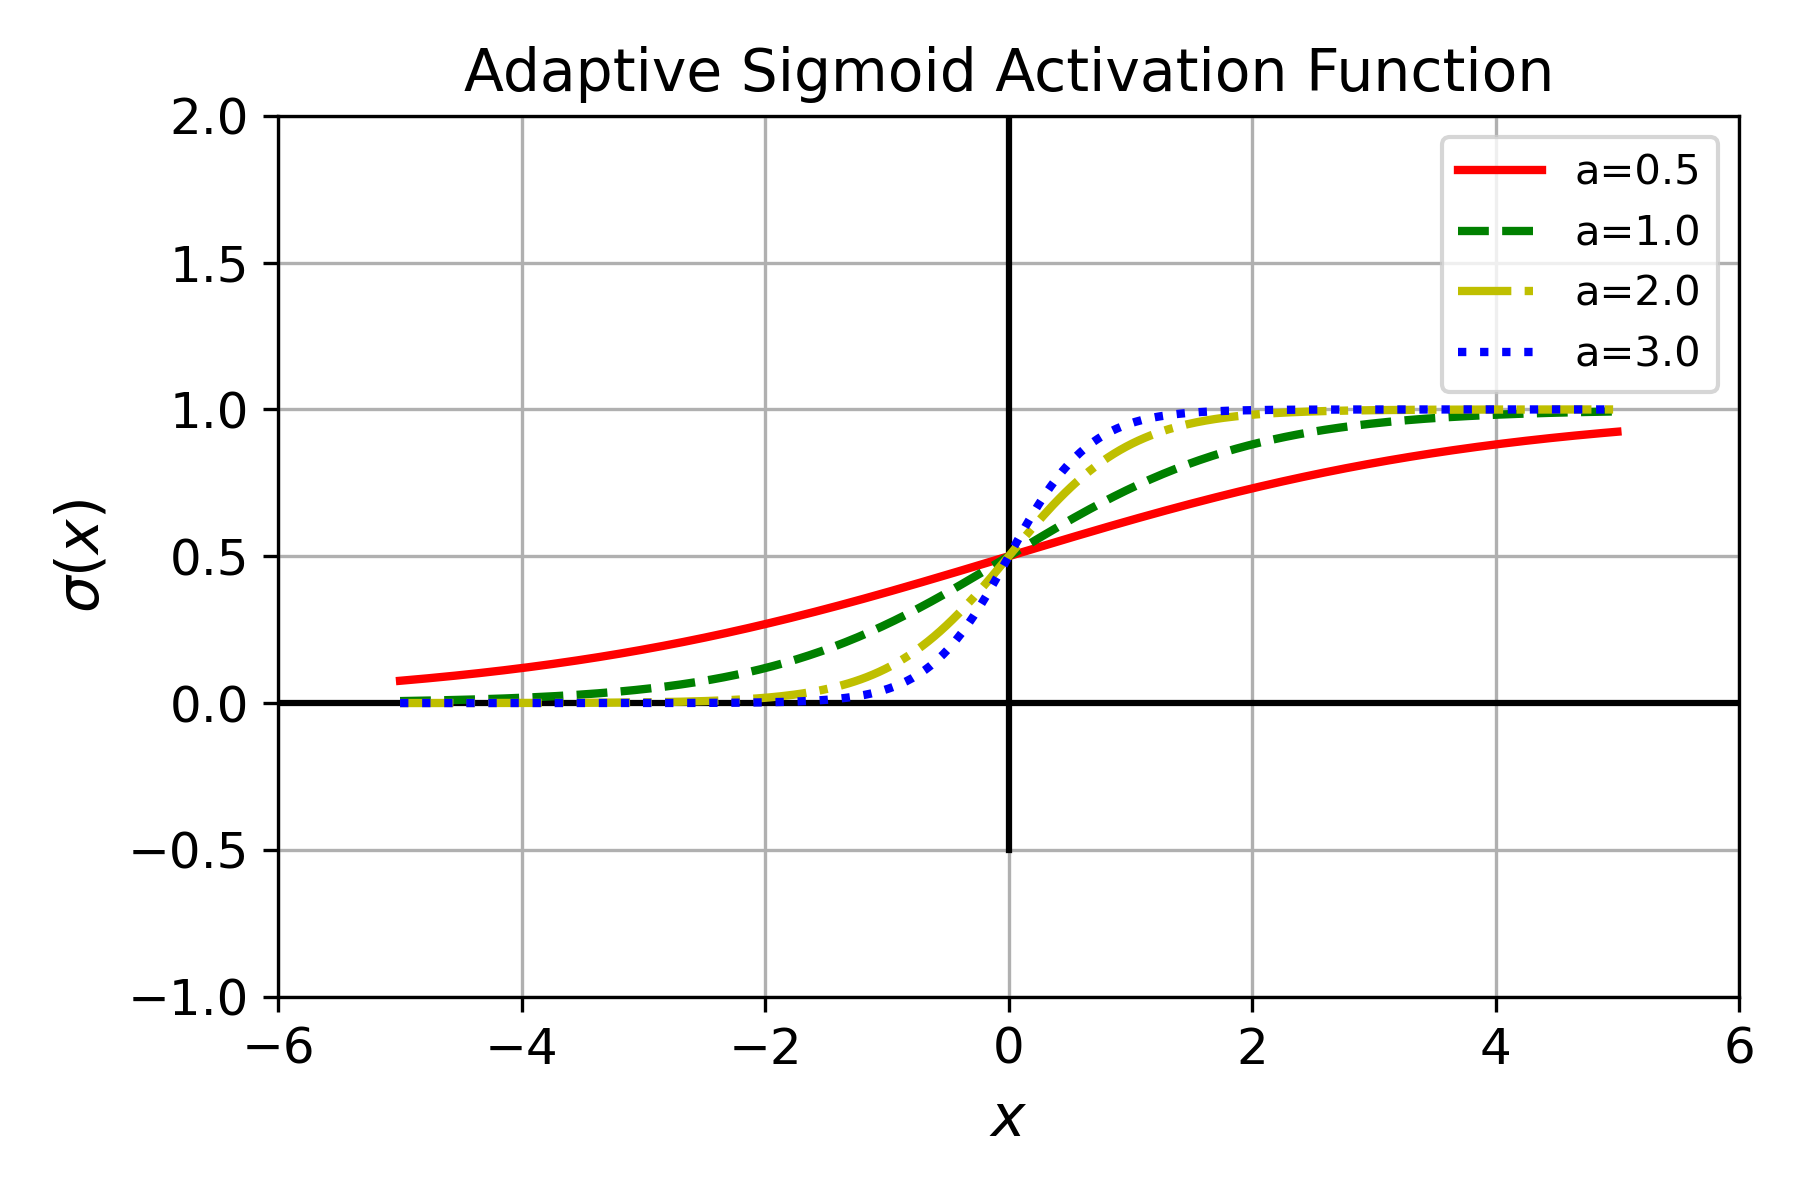 Adaptive Sigmoid Activation Function
2.0
1.5
1.0
0.5
0.0
−0.5
−1.0
σ(x)
a=0.5
a=1.0
a=2.0
a=3.0
−6 −4 −2 0 2 4 6
x